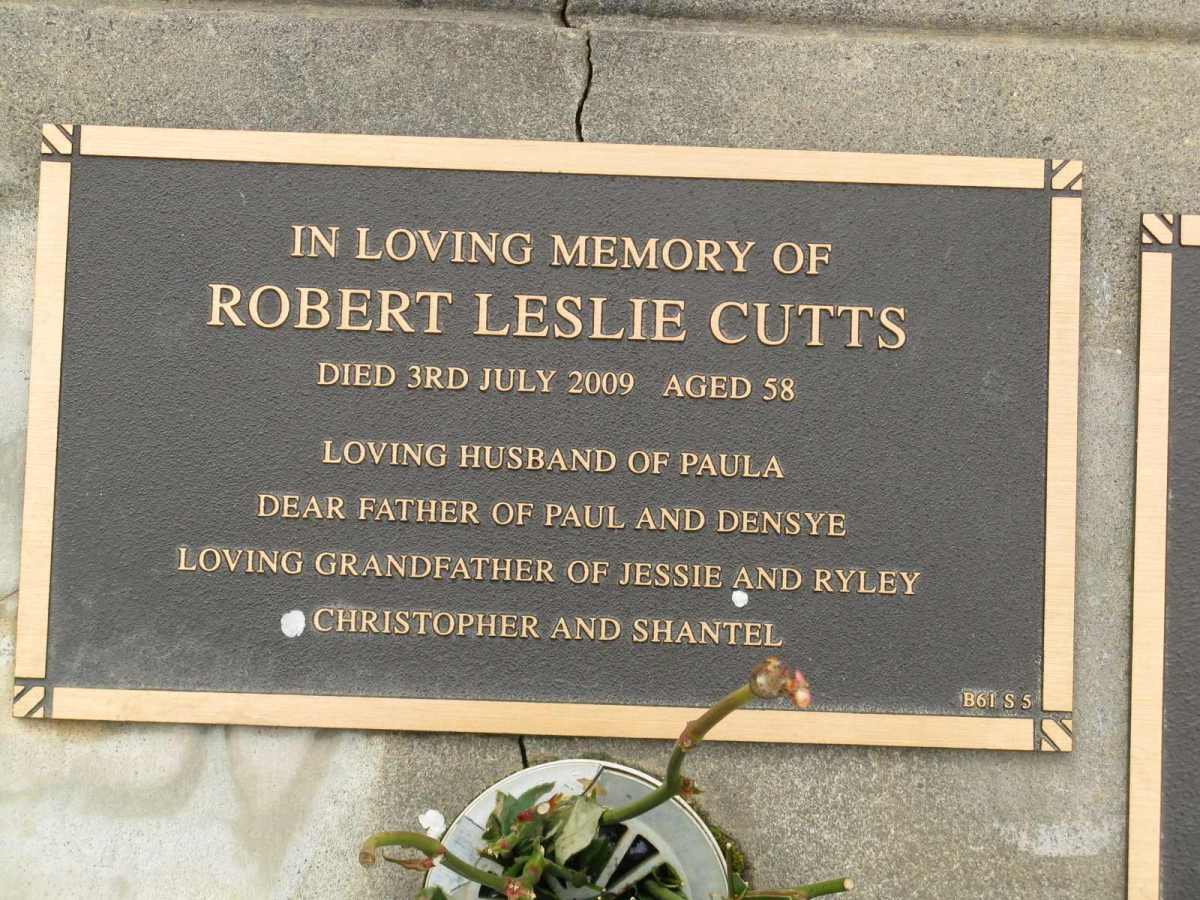 IN LOVING MEMORY OF
ROBERT LESLIE CUTTS
DIED 3RD JULY 2009 AGED 58
LOVING HUSBAND OF PAULA
DEAR FATHER OF PAUL AND DENSYE
LOVING GRANDFATHER OF JESSIE AND RYLEY
CHRISTOPHER AND SHANTEL
B61 S 5